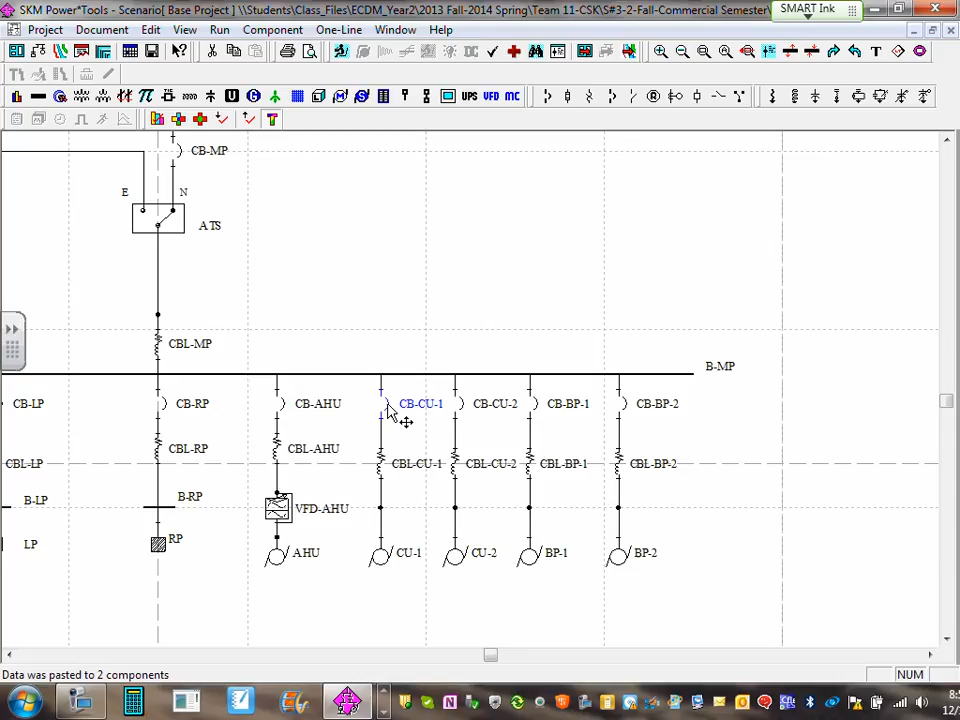 SKM Power*Tools - Scenario[ Base Project ] \\Students\Class_Files\ECDM_Year2\2013 Fall-2014 Spring\Team 11-CSK\S#3-2-Fall-Commercial Semester\
SMART Ink
Project Document Edit View Run Component One-Line Window Help
UPS VFD MC
CB-MP
E N
ATS
CBL-MP
B-MP
CB-LP CB-RP CB-AHU CB-CU-1 CB-CU-2 CB-BP-1 CB-BP-2
CBL-LP CBL-RP CBL-AHU CBL-CU-1 CBL-CU-2 CBL-BP-1 CBL-BP-2
B-LP B-RP VFD-AHU
LP RP AHU CU-1 CU-2 BP-1 BP-2
Data was pasted to 2 components
NUM
12/